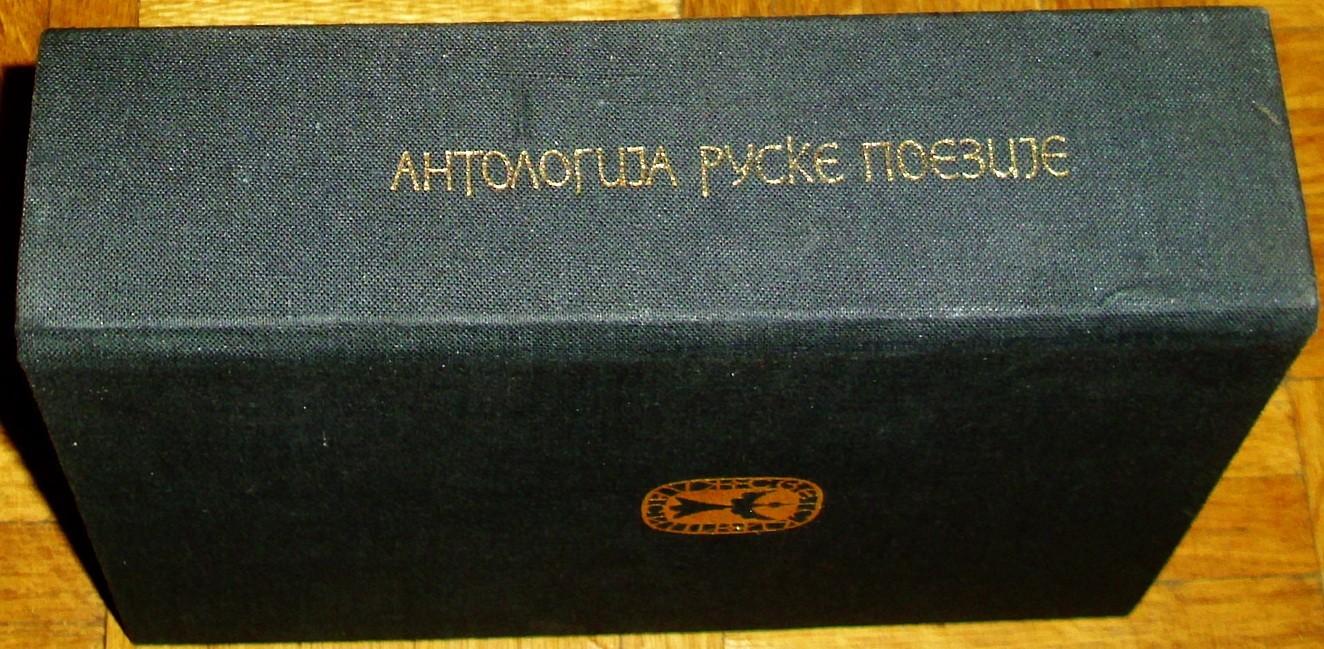 АНТОЛОГИЈА РУСКЕ ПОЕЗИЈЕ